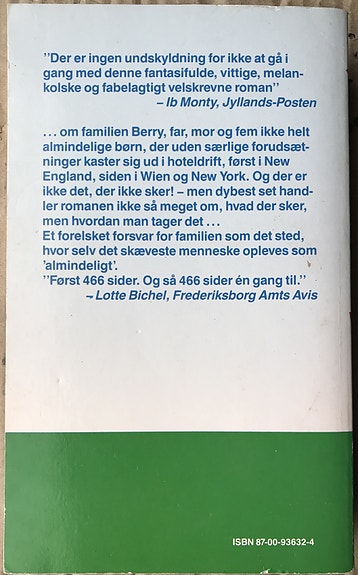 "Der er ingen undskyldning for ikke at gå i
gang med denne fantasifulde, vittige, melan-
kolske og fabelagtigt velskrevne roman"
– Ib Monty, Jyllands-Posten
... om familien Berry, far, mor og fem ikke helt
almindelige børn, der uden særlige forudsæt-
ninger kaster sig ud i hoteldrift, først i New
England, siden i Wien og New York. Og der er
ikke det, der ikke sker! – men dybest set hand-
ler romanen ikke så meget om, hvad der sker,
men hvordan man tager det ...
Et forelsket forsvar for familien som det sted,
hvor selv det skæveste menneske opleves som
'almindeligt'.
"Først 466 sider. Og så 466 sider én gang til."
– Lotte Bichel, Frederiksborg Amts Avis
ISBN 87-00-93632-4